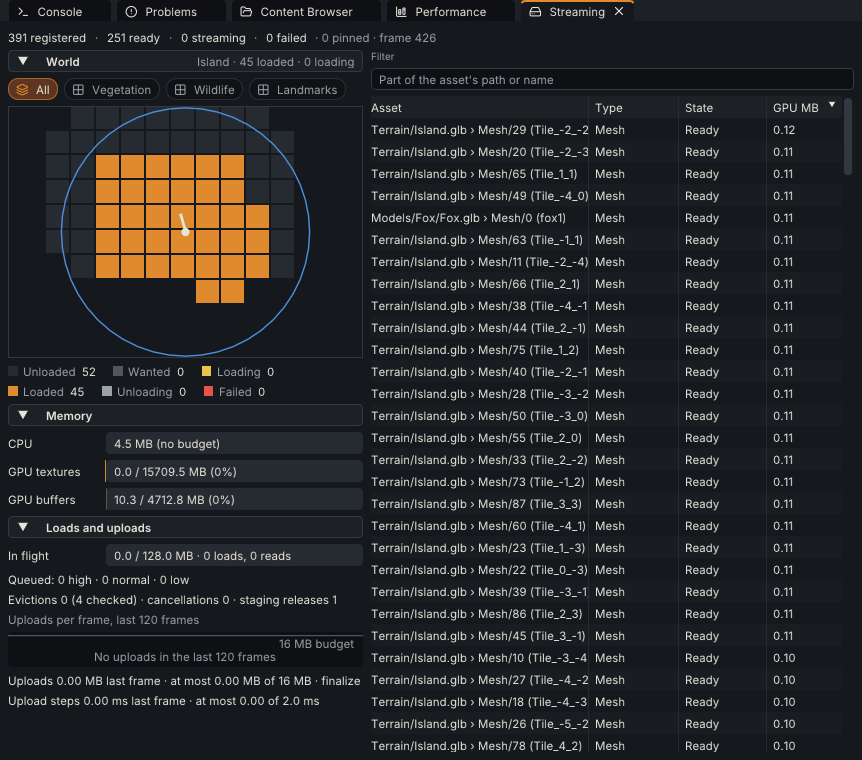 Console Problems Content Browser Performance Streaming
391 registered · 251 ready · 0 streaming · 0 failed · 0 pinned · frame 426
World Island · 45 loaded · 0 loading
All Vegetation Wildlife Landmarks
Unloaded 52 Wanted 0 Loading 0
Loaded 45 Unloading 0 Failed 0
Memory
CPU 4.5 MB (no budget)
GPU textures 0.0 / 15709.5 MB (0%)
GPU buffers 10.3 / 4712.8 MB (0%)
Loads and uploads
In flight 0.0 / 128.0 MB · 0 loads, 0 reads
Queued: 0 high · 0 normal · 0 low
Evictions 0 (4 checked) · cancellations 0 · staging releases 1
Uploads per frame, last 120 frames
16 MB budget
No uploads in the last 120 frames
Uploads 0.00 MB last frame · at most 0.00 MB of 16 MB · finalize
Upload steps 0.00 ms last frame · at most 0.00 of 2.0 ms
Filter
Part of the asset's path or name
Asset Type State GPU MB
Terrain/Island.glb › Mesh/29 (Tile_-2_-2 Mesh Ready 0.12
Terrain/Island.glb › Mesh/20 (Tile_-2_-3 Mesh Ready 0.11
Terrain/Island.glb › Mesh/65 (Tile_1_1) Mesh Ready 0.11
Terrain/Island.glb › Mesh/49 (Tile_-4_0) Mesh Ready 0.11
Models/Fox/Fox.glb › Mesh/0 (fox1) Mesh Ready 0.11
Terrain/Island.glb › Mesh/63 (Tile_-1_1) Mesh Ready 0.11
Terrain/Island.glb › Mesh/11 (Tile_-2_-4) Mesh Ready 0.11
Terrain/Island.glb › Mesh/66 (Tile_2_1) Mesh Ready 0.11
Terrain/Island.glb › Mesh/38 (Tile_-4_-1 Mesh Ready 0.11
Terrain/Island.glb › Mesh/44 (Tile_2_-1) Mesh Ready 0.11
Terrain/Island.glb › Mesh/75 (Tile_1_2) Mesh Ready 0.11
Terrain/Island.glb › Mesh/40 (Tile_-2_-1 Mesh Ready 0.11
Terrain/Island.glb › Mesh/28 (Tile_-3_-2 Mesh Ready 0.11
Terrain/Island.glb › Mesh/50 (Tile_-3_0) Mesh Ready 0.11
Terrain/Island.glb › Mesh/55 (Tile_2_0) Mesh Ready 0.11
Terrain/Island.glb › Mesh/33 (Tile_2_-2) Mesh Ready 0.11
Terrain/Island.glb › Mesh/73 (Tile_-1_2) Mesh Ready 0.11
Terrain/Island.glb › Mesh/87 (Tile_3_3) Mesh Ready 0.11
Terrain/Island.glb › Mesh/60 (Tile_-4_1) Mesh Ready 0.11
Terrain/Island.glb › Mesh/23 (Tile_1_-3) Mesh Ready 0.11
Terrain/Island.glb › Mesh/22 (Tile_0_-3) Mesh Ready 0.11
Terrain/Island.glb › Mesh/39 (Tile_-3_-1 Mesh Ready 0.11
Terrain/Island.glb › Mesh/86 (Tile_2_3) Mesh Ready 0.11
Terrain/Island.glb › Mesh/45 (Tile_3_-1) Mesh Ready 0.11
Terrain/Island.glb › Mesh/10 (Tile_-3_-4 Mesh Ready 0.10
Terrain/Island.glb › Mesh/27 (Tile_-4_-2 Mesh Ready 0.10
Terrain/Island.glb › Mesh/18 (Tile_-4_-3 Mesh Ready 0.10
Terrain/Island.glb › Mesh/26 (Tile_-5_-2 Mesh Ready 0.10
Terrain/Island.glb › Mesh/78 (Tile_4_2) Mesh Ready 0.10